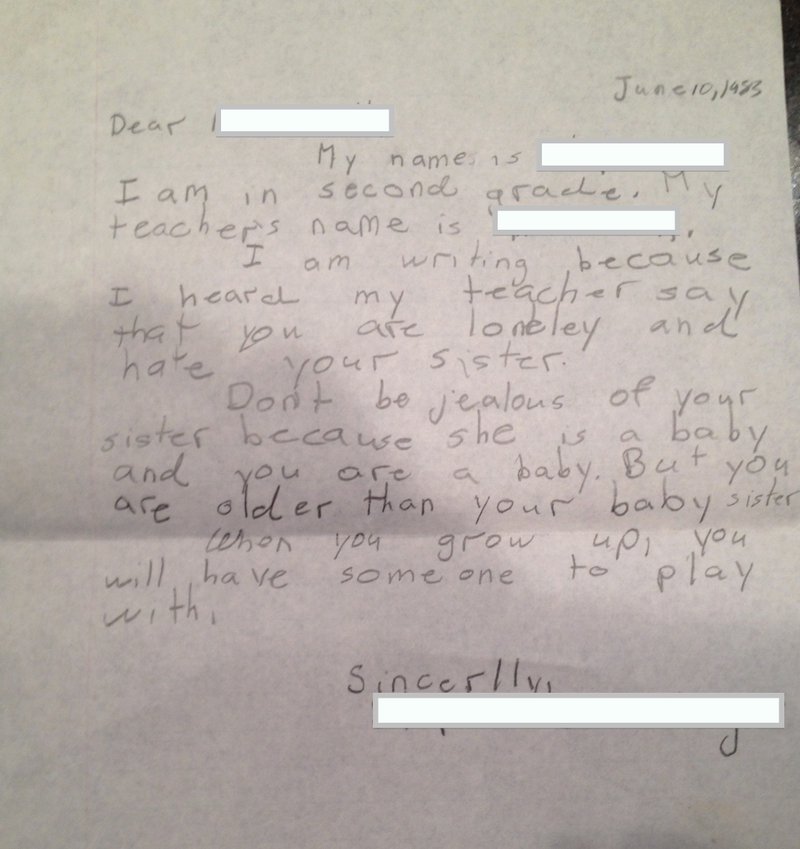 June 10, 1983
Dear
My name is
I am in second grade. My
teacher's name is
I am writing because
I heard my teacher say
that you are loneley and
hate your sister.
Don't be jealous of your
sister because she is a baby
and you are a baby. But you
are older than your baby sister
When you grow up, you
will have some one to play
with.
Sincerlly,